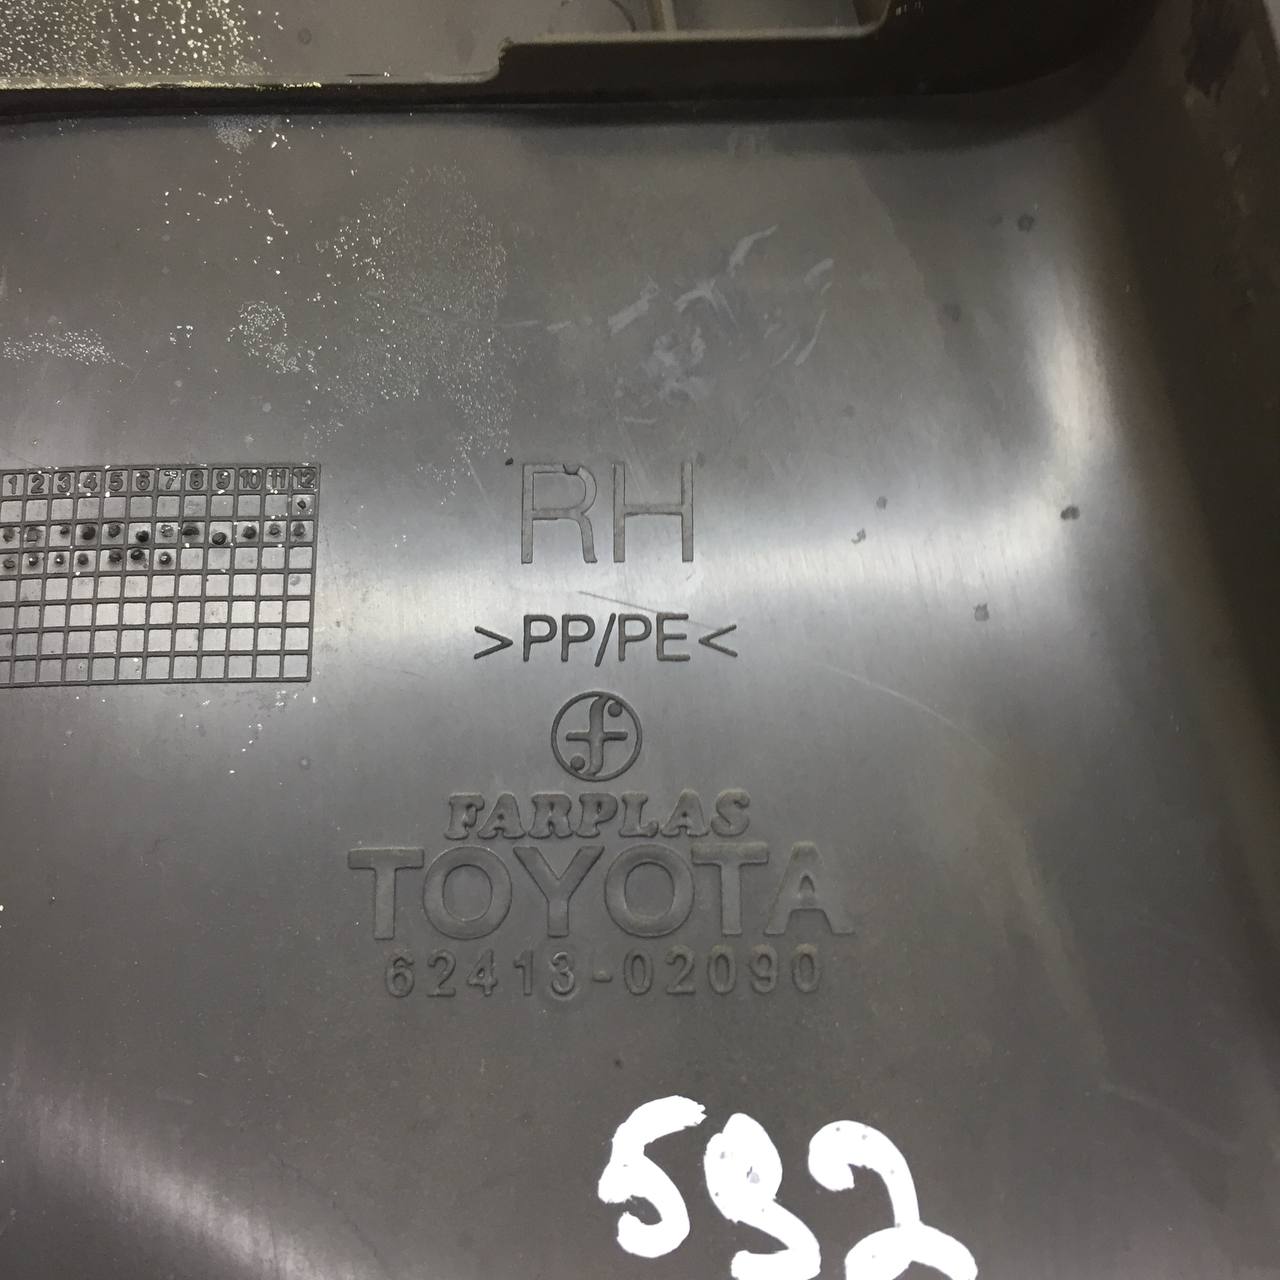 1 2 3 4 5 6 7 8 9 10 11 12
RH
>PP/PE<
f
FARPLAS
TOYOTA
62413-02090
592